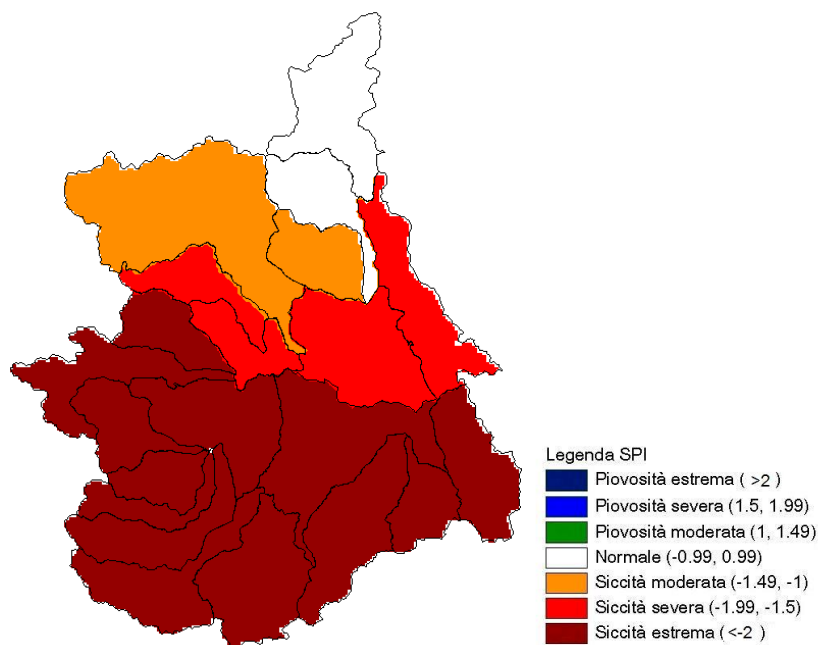 Legenda SPI
Piovosità estrema ( >2 )
Piovosità severa (1.5, 1.99)
Piovosità moderata (1, 1.49)
Normale (-0.99, 0.99)
Siccità moderata (-1.49, -1)
Siccità severa (-1.99, -1.5)
Siccità estrema (<-2 )